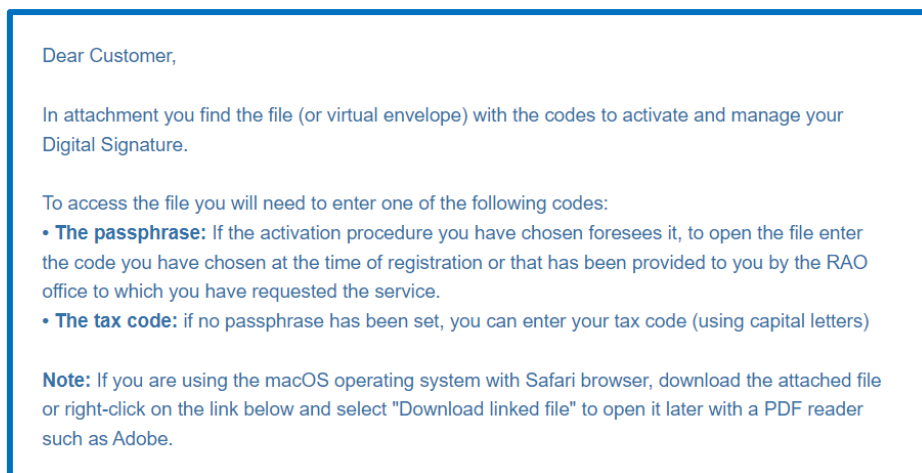 Dear Customer,
In attachment you find the file (or virtual envelope) with the codes to activate and manage your
Digital Signature.
To access the file you will need to enter one of the following codes:
• The passphrase: If the activation procedure you have chosen foresees it, to open the file enter
the code you have chosen at the time of registration or that has been provided to you by the RAO
office to which you have requested the service.
• The tax code: if no passphrase has been set, you can enter your tax code (using capital letters)
Note: If you are using the macOS operating system with Safari browser, download the attached file
or right-click on the link below and select "Download linked file" to open it later with a PDF reader
such as Adobe.